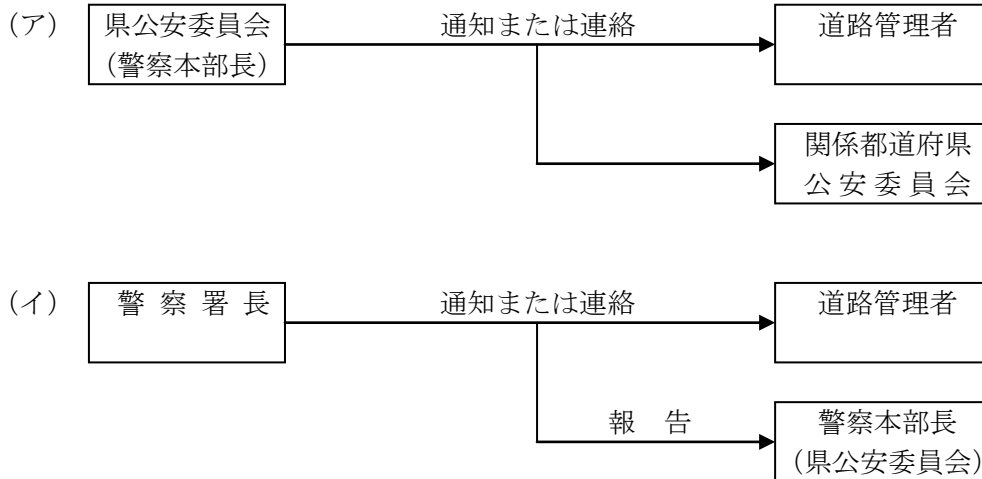 (ア) 県公安委員会 通知または連絡 道路管理者
(警察本部長)
関係都道府県
公安委員会
(イ) 警察署長 通知または連絡 道路管理者
報告 警察本部長
(県公安委員会)